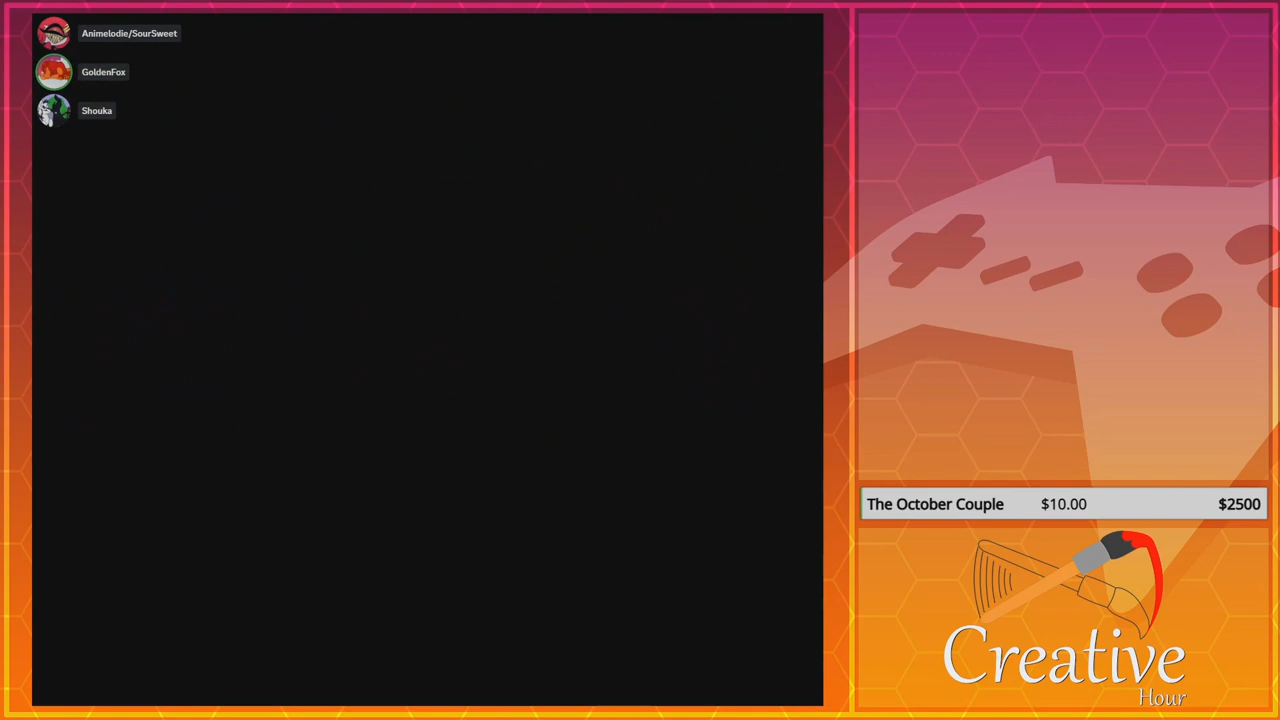 Animelodie/SourSweet
GoldenFox
Shouka
The October Couple $10.00 $2500
Creative
Hour